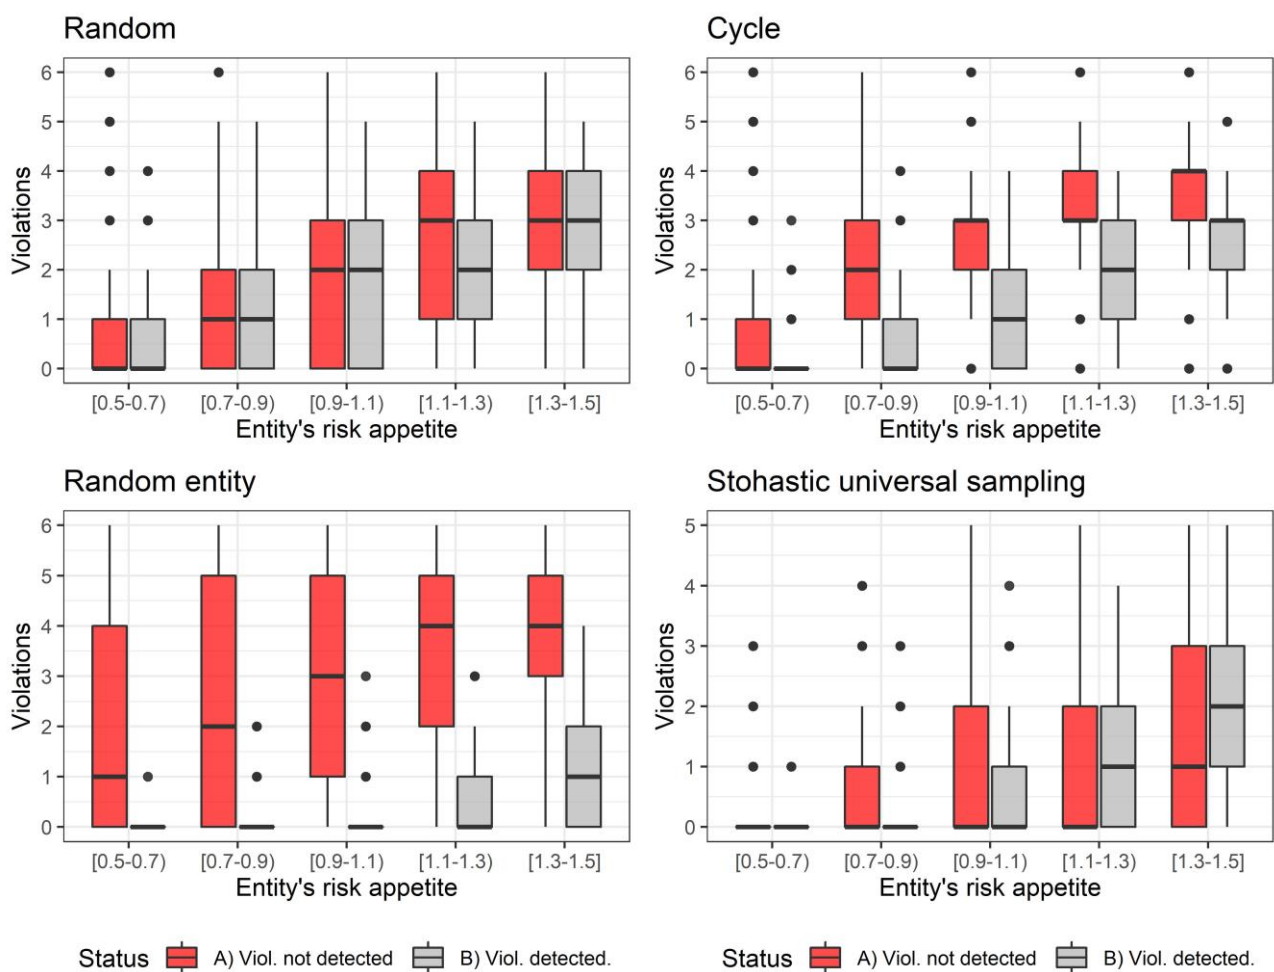 Random
6
5
4
3
2
1
0
Violations
[0.5-0.7) [0.7-0.9) [0.9-1.1) [1.1-1.3) [1.3-1.5]
Entity's risk appetite
Cycle
6
5
4
3
2
1
0
Violations
[0.5-0.7) [0.7-0.9) [0.9-1.1) [1.1-1.3) [1.3-1.5]
Entity's risk appetite
Random entity
6
5
4
3
2
1
0
Violations
[0.5-0.7) [0.7-0.9) [0.9-1.1) [1.1-1.3) [1.3-1.5]
Entity's risk appetite
Stohastic universal sampling
5
4
3
2
1
0
Violations
[0.5-0.7) [0.7-0.9) [0.9-1.1) [1.1-1.3) [1.3-1.5]
Entity's risk appetite
Status A) Viol. not detected B) Viol. detected.
Status A) Viol. not detected B) Viol. detected.